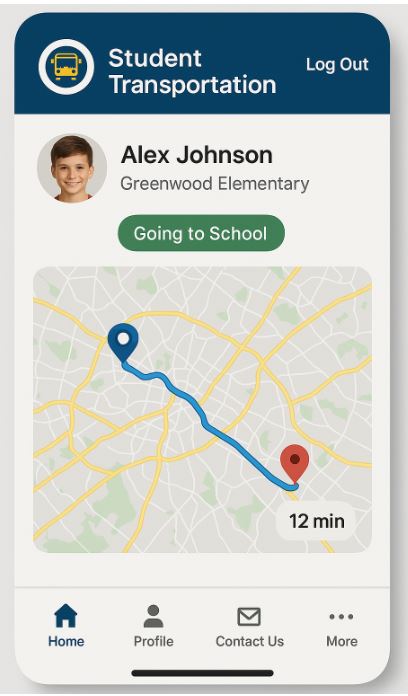 Student
Transportation
Log Out
Alex Johnson
Greenwood Elementary
Going to School
12 min
Home
Profile
Contact Us
More